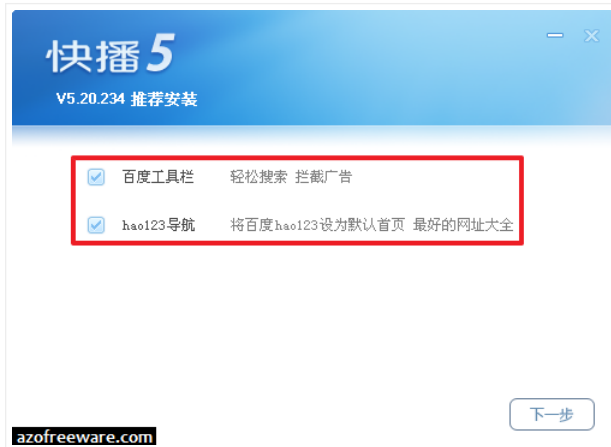 快播5
V5.20.234 推荐安装
百度工具栏 轻松搜索 拦截广告
hao123导航 将百度hao123设为默认首页 最好的网址大全
下一步
azofreeware.com